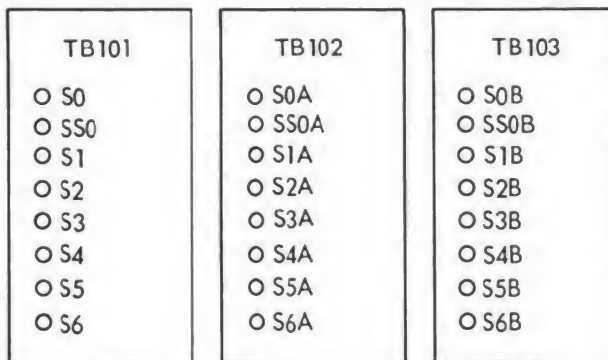 TB101
S0
SS0
S1
S2
S3
S4
S5
S6
TB102
S0A
SS0A
S1A
S2A
S3A
S4A
S5A
S6A
TB103
S0B
SS0B
S1B
S2B
S3B
S4B
S5B
S6B